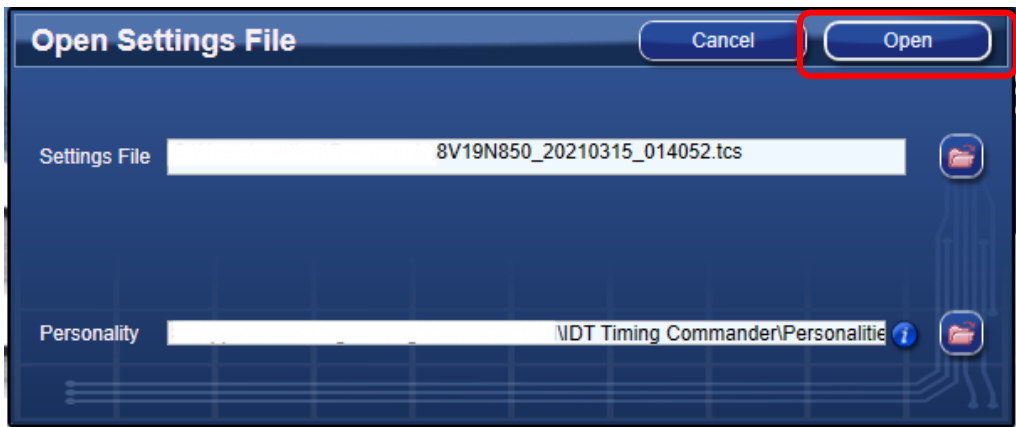 Open Settings File Cancel Open
Settings File 8V19N850_20210315_014052.tcs
Personality \IDT Timing Commander\Personalitie